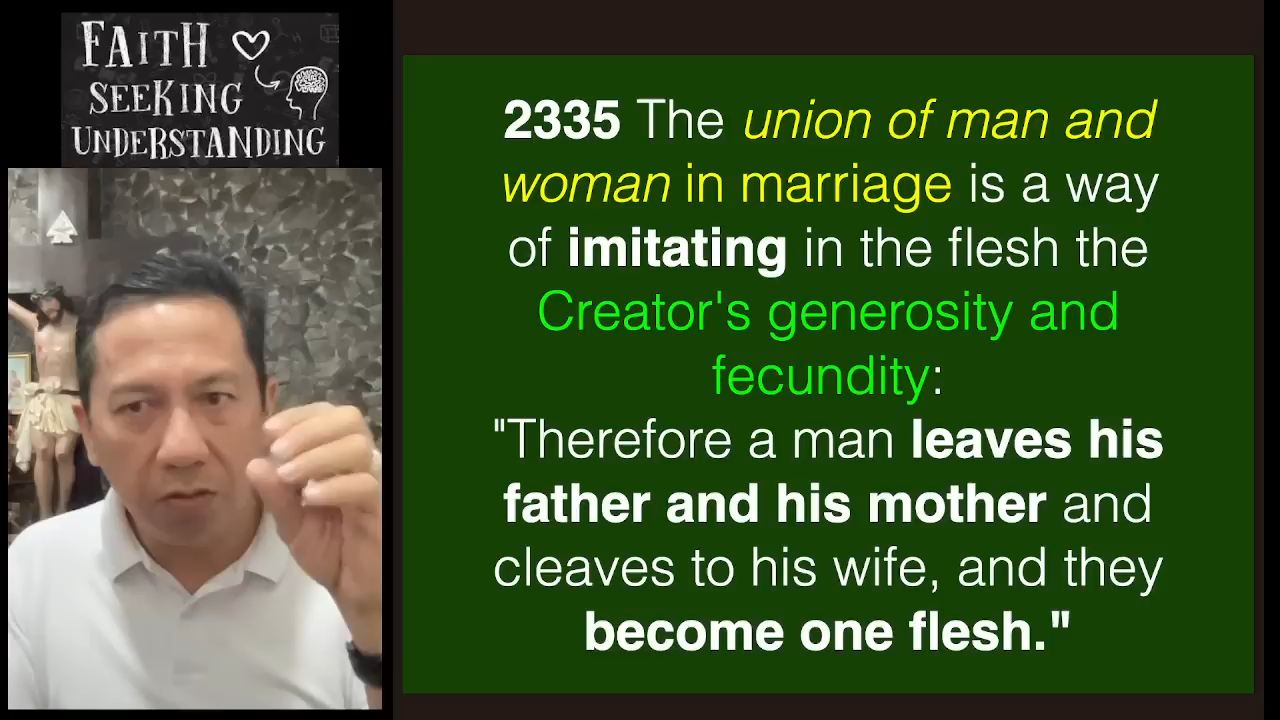 FAITH
SEEKING
UNDERSTANDING
2335 The union of man and
woman in marriage is a way
of imitating in the flesh the
Creator's generosity and
fecundity:
"Therefore a man leaves his
father and his mother and
cleaves to his wife, and they
become one flesh."